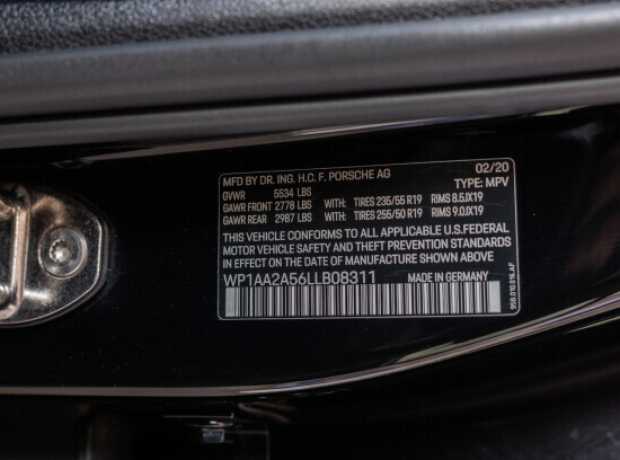 MFD BY DR. ING. H.C. F. PORSCHE AG 02/20
GVWR 5534 LBS TYPE: MPV
GAWR FRONT 2778 LBS WITH: TIRES 235/55 R19 RIMS 8.5JX19
GAWR REAR 2987 LBS WITH: TIRES 255/50 R19 RIMS 9.0JX19
THIS VEHICLE CONFORMS TO ALL APPLICABLE U.S.FEDERAL
MOTOR VEHICLE SAFETY AND THEFT PREVENTION STANDARDS
IN EFFECT ON THE DATE OF MANUFACTURE SHOWN ABOVE
WP1AA2A56LLB08311 MADE IN GERMANY